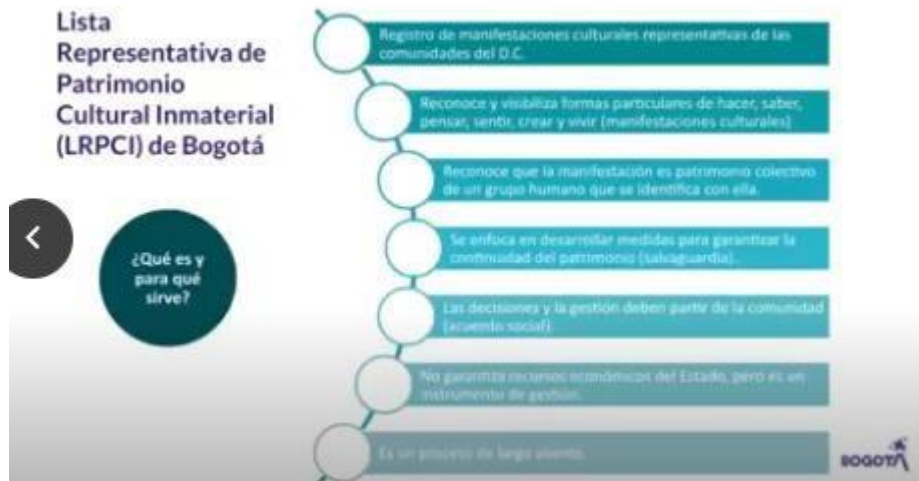 Lista
Representativa de
Patrimonio
Cultural Inmaterial
(LRPCI) de Bogotá
¿Qué es y
para qué
sirve?
Registro de manifestaciones culturales representativas de las
comunidades del D.C.
Reconoce y visibiliza formas particulares de hacer, saber,
pensar, sentir, crear y vivir (manifestaciones culturales)
Reconoce que la manifestación es patrimonio colectivo
de un grupo humano que se identifica con ella.
Se enfoca en desarrollar medidas para garantizar la
continuidad del patrimonio (salvaguardia).
Las decisiones y la gestión deben partir de la comunidad
(acuerdo social).
No garantiza recursos económicos del Estado, pero es un
instrumento de gestión.
Es un proceso de largo aliento.
BOGOTÁ